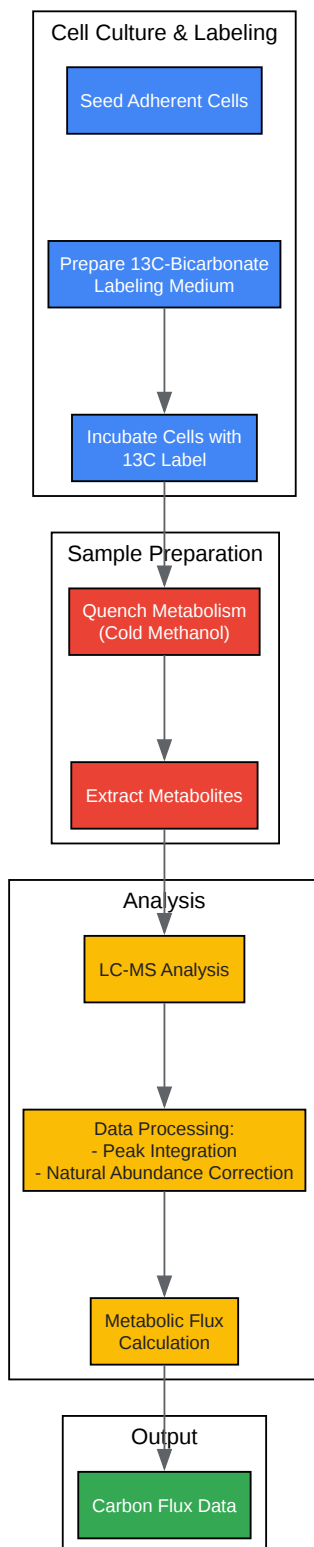 Cell Culture & Labeling
Seed Adherent Cells
Prepare 13C-Bicarbonate
Labeling Medium
Incubate Cells with
13C Label
Sample Preparation
Quench Metabolism
(Cold Methanol)
Extract Metabolites
Analysis
LC-MS Analysis
Data Processing:
- Peak Integration
- Natural Abundance Correction
Metabolic Flux
Calculation
Output
Carbon Flux Data